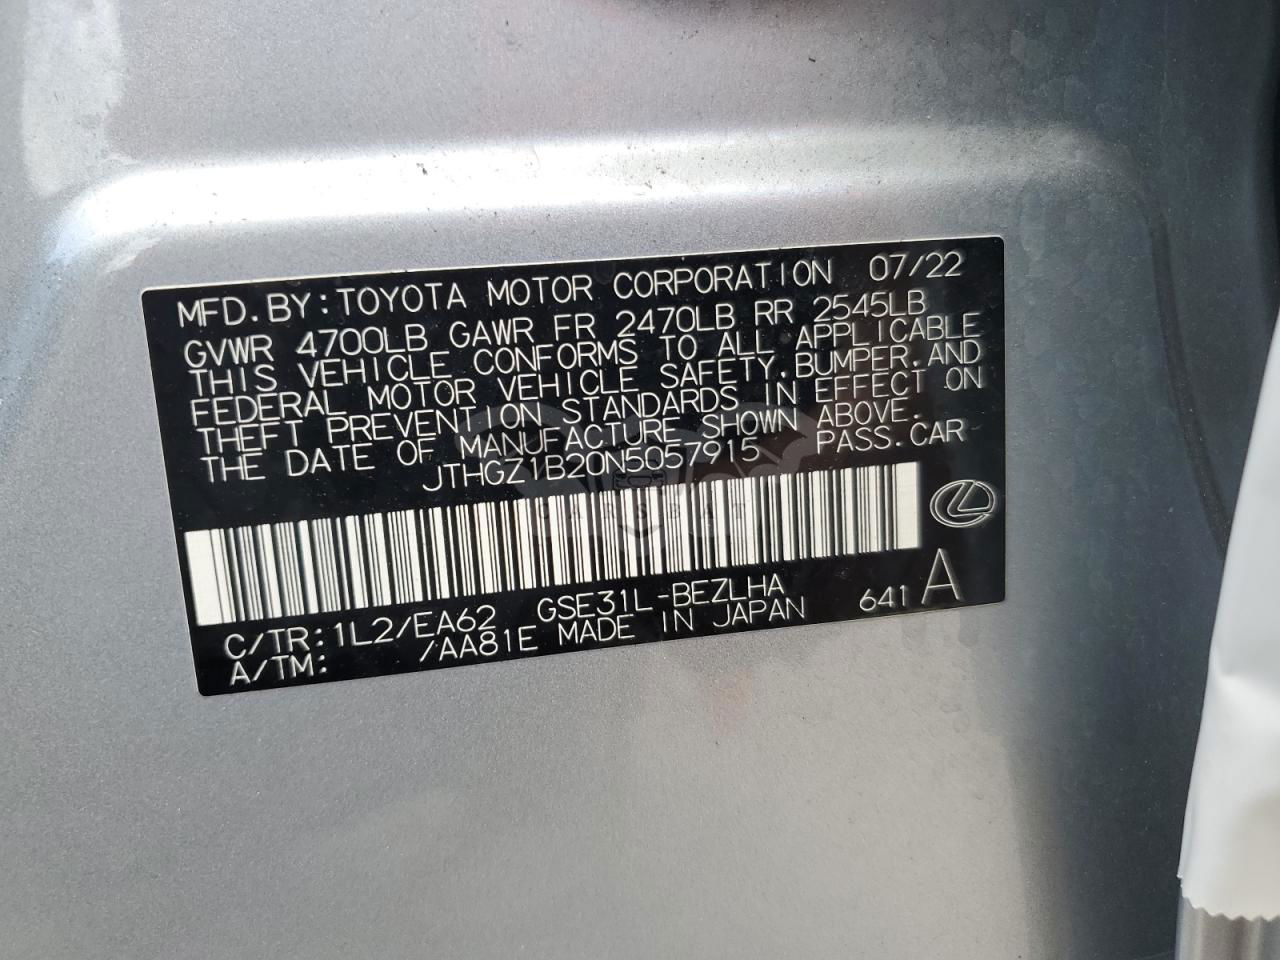 MFD. BY: TOYOTA MOTOR CORPORATION 07/22
GVWR 4700LB GAWR FR 2470LB RR 2545LB
THIS VEHICLE CONFORMS TO ALL APPLICABLE
FEDERAL MOTOR VEHICLE SAFETY, BUMPER, AND
THEFT PREVENTION STANDARDS IN EFFECT ON
THE DATE OF MANUFACTURE SHOWN ABOVE.
JTHGZ1B20N5057915 PASS. CAR
CARSBAT
C/TR: 1L2/EA62 GSE31L-BEZLHA 641 A
A/TM: /AA81E MADE IN JAPAN